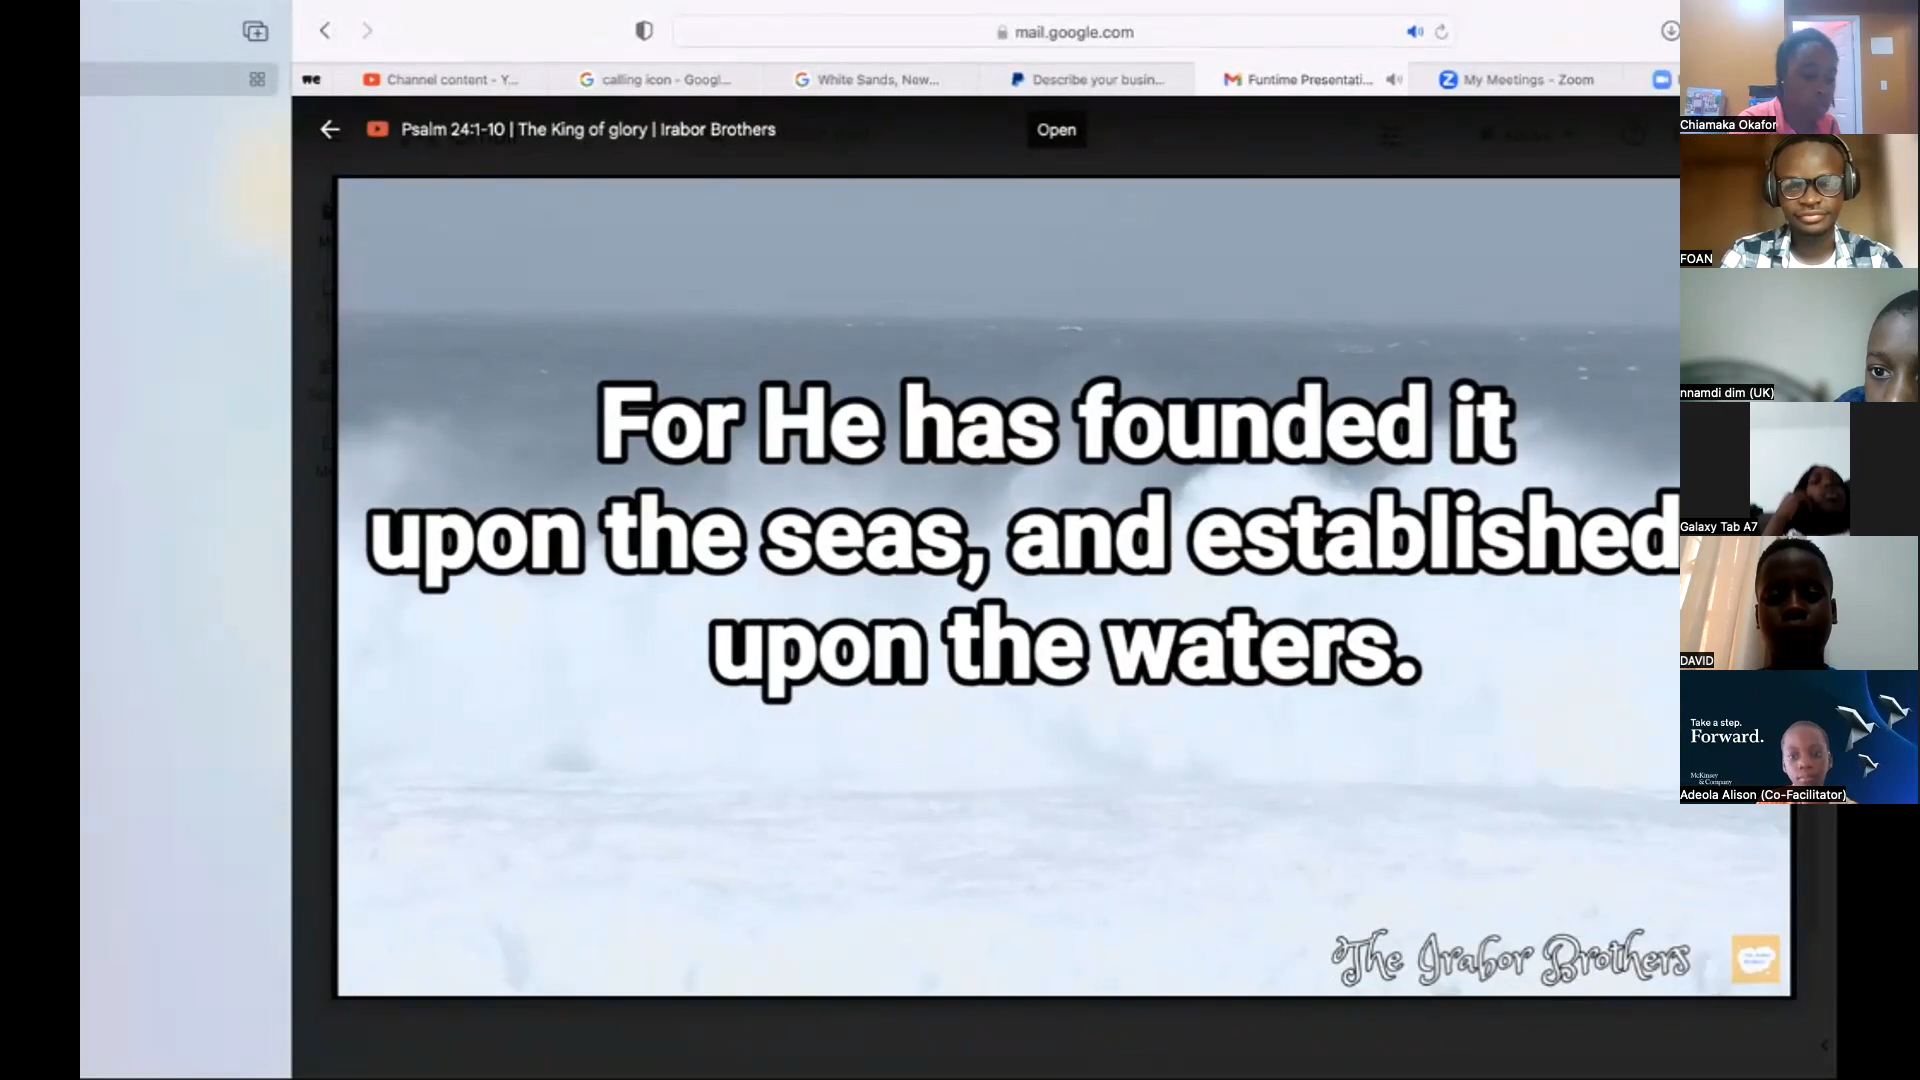 mail.google.com
we
Channel content - Y...
calling icon - Googl...
White Sands, New...
Describe your busin...
Funtime Presentati...
My Meetings - Zoom
Psalm 24:1-10 | The King of glory | Irabor Brothers
Open
For He has founded it
upon the seas, and established
upon the waters.
The Irabor Brothers
Chiamaka Okafor
FOAN
nnamdi dim (UK)
Galaxy Tab A7
DAVID
Take a step.
Forward.
McKinsey
& Company
Adeola Alison (Co-Facilitator)